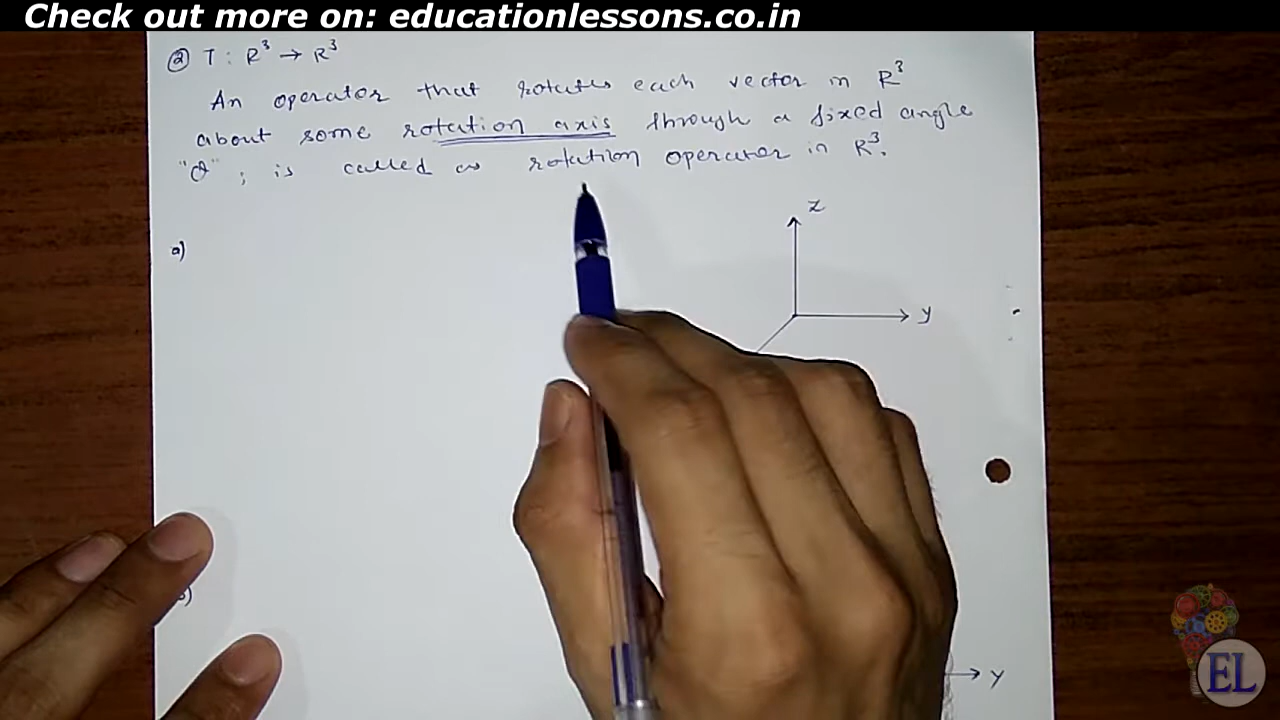 Check out more on: educationlessons.co.in
② T : R³ → R³
An operator that rotates each vector in R³
about some rotation axis through a fixed angle
"θ" ; is called as rotation operator in R³.
z
a)
y
y
EL